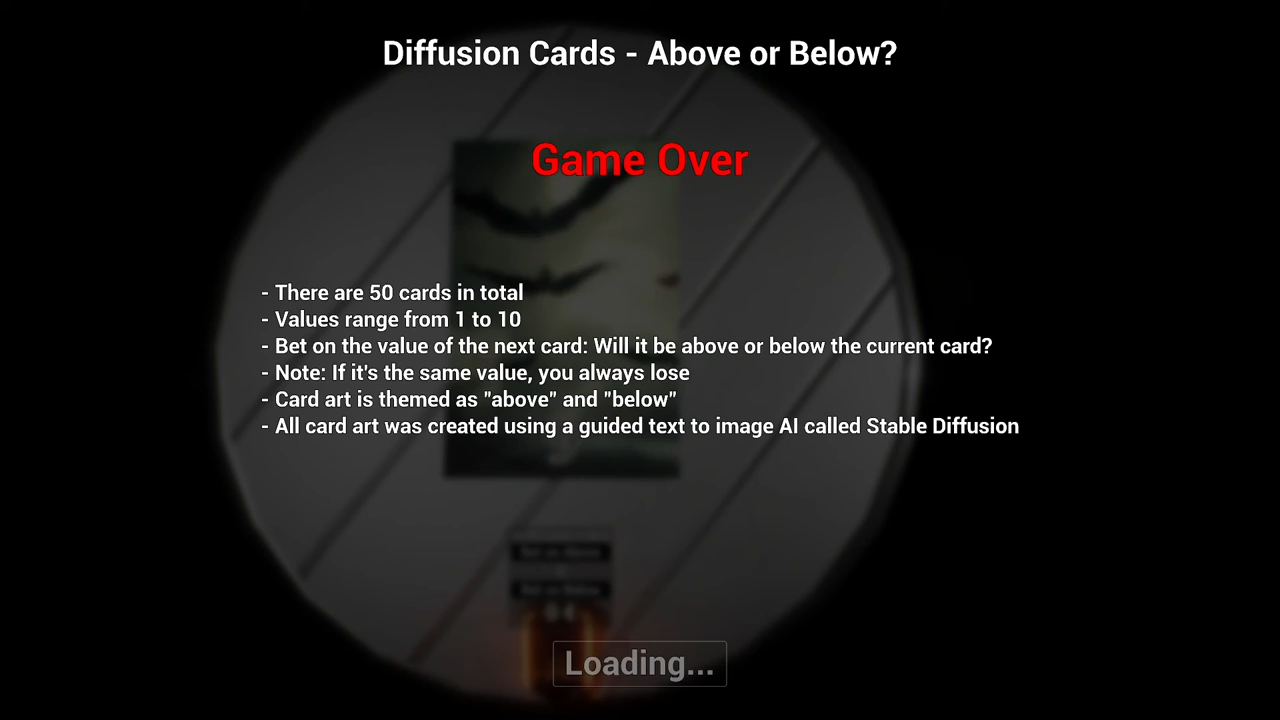 Diffusion Cards - Above or Below?
Game Over
- There are 50 cards in total
- Values range from 1 to 10
- Bet on the value of the next card: Will it be above or below the current card?
- Note: If it's the same value, you always lose
- Card art is themed as "above" and "below"
- All card art was created using a guided text to image AI called Stable Diffusion
Loading...